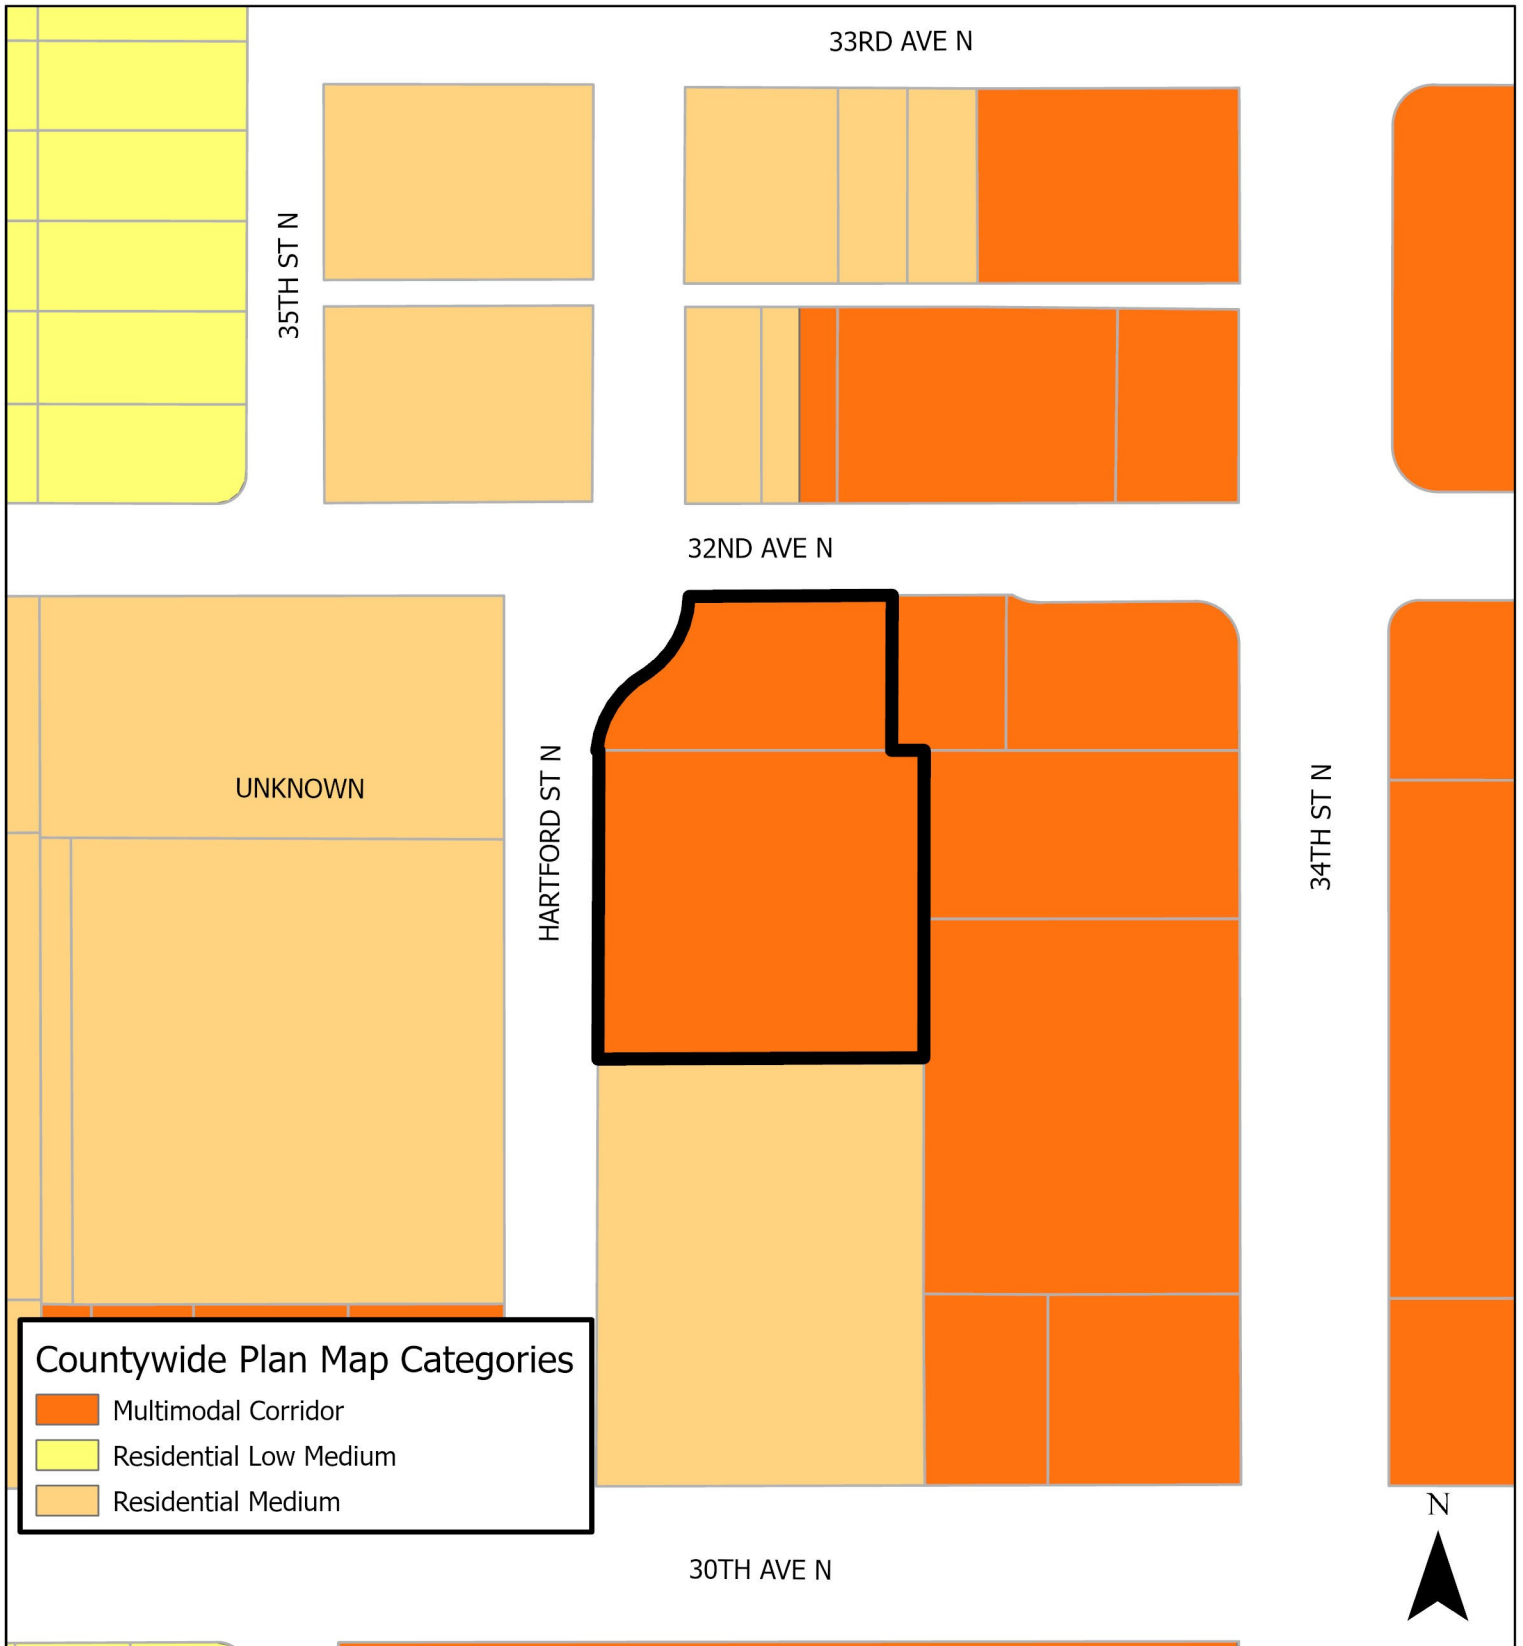 33RD AVE N
35TH ST N
32ND AVE N
UNKNOWN
HARTFORD ST N
34TH ST N
Countywide Plan Map Categories
Multimodal Corridor
Residential Low Medium
Residential Medium
N
30TH AVE N